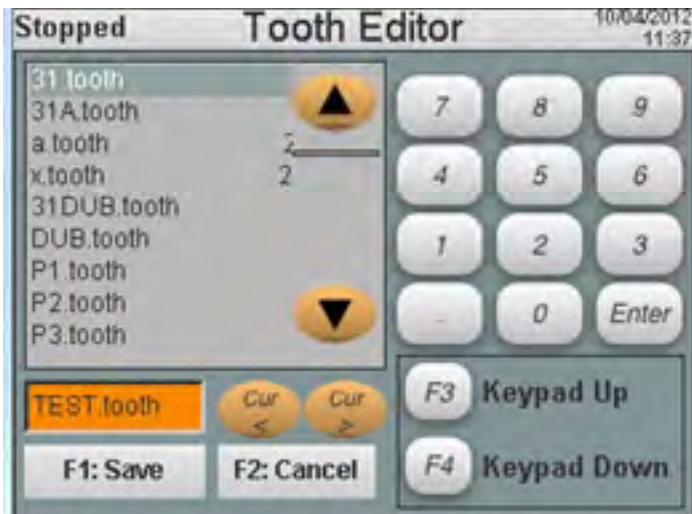 Stopped Tooth Editor 10/04/2012
11:37
31.tooth
31A.tooth
a.tooth 2
x.tooth 2
31DUB.tooth
DUB.tooth
P1.tooth
P2.tooth
P3.tooth
7 8 9
4 5 6
1 2 3
0 Enter
TEST.tooth
Cur <
Cur >
F3 Keypad Up
F4 Keypad Down
F1: Save F2: Cancel